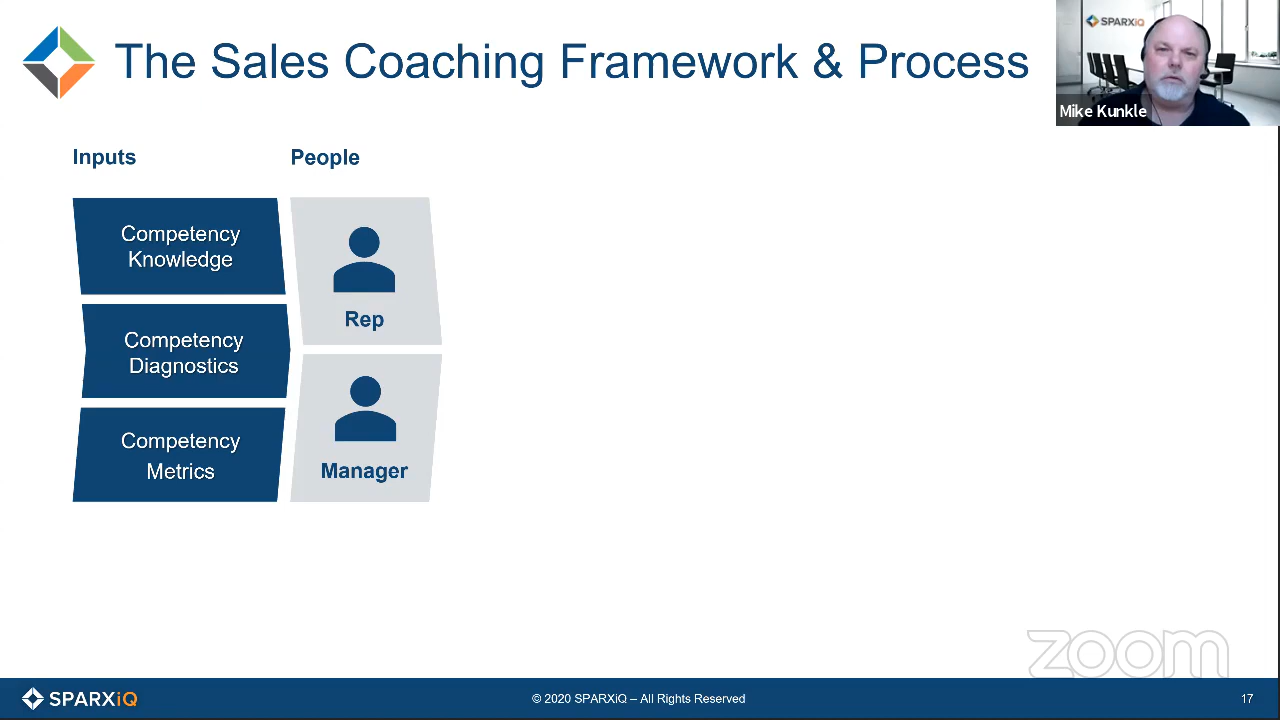 The Sales Coaching Framework & Process
SPARXiQ
Mike Kunkle
Inputs
People
Competency
Knowledge
Competency
Diagnostics
Competency
Metrics
Rep
Manager
zoom
SPARXiQ
© 2020 SPARXiQ – All Rights Reserved
17